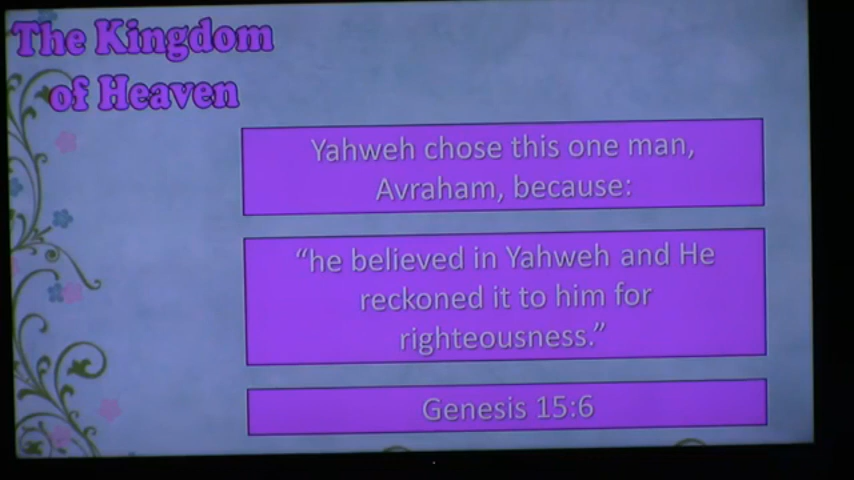 The Kingdom
of Heaven
Yahweh chose this one man,
Avraham, because:
“he believed in Yahweh and He
reckoned it to him for
righteousness.”
Genesis 15:6